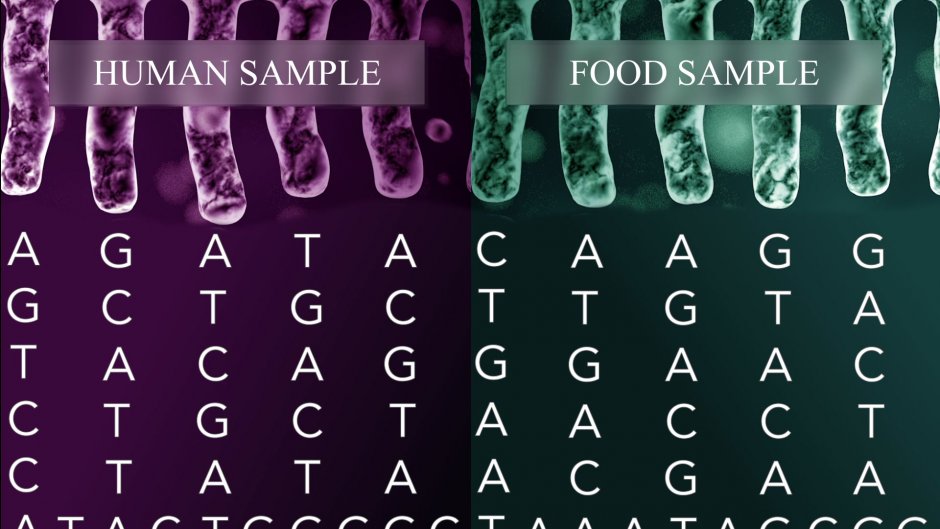 HUMAN SAMPLE
FOOD SAMPLE
A G A T A
G C T G C
T A C A G
C T G C T
C T A T A
C A A G G
T T G T A
G G A A C
A A C C T
A C G A A